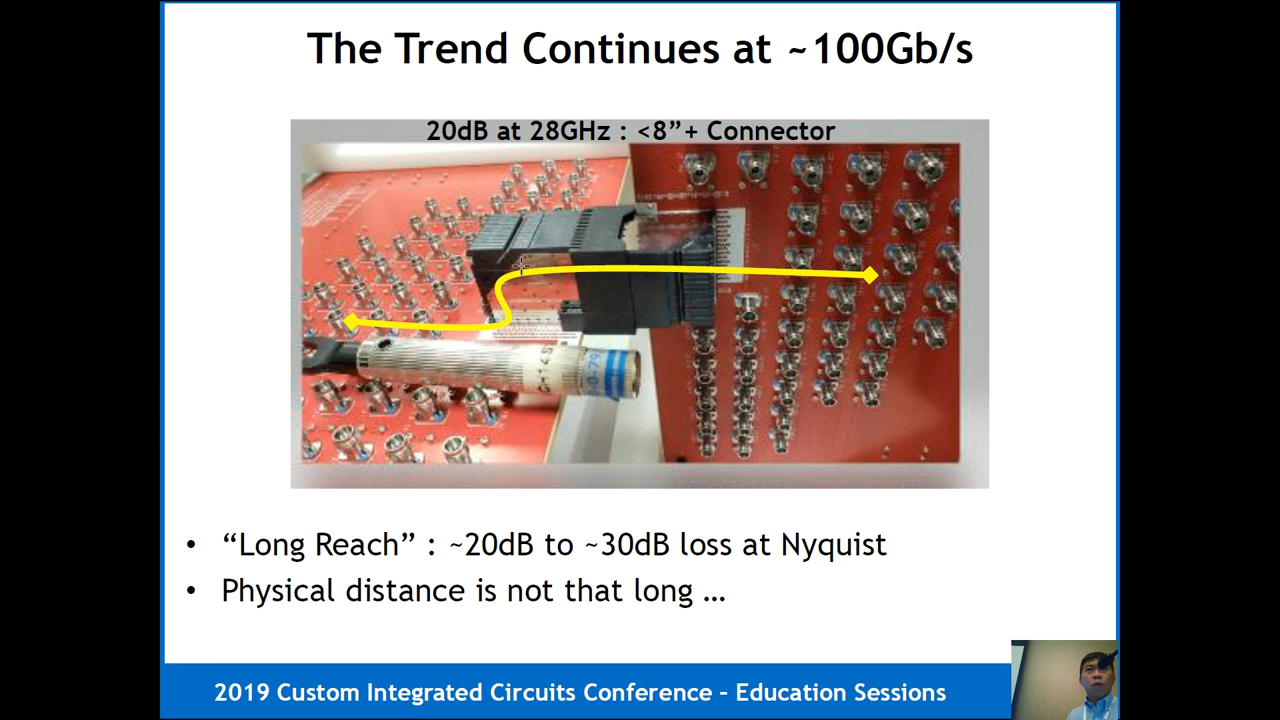 The Trend Continues at ~100Gb/s
20dB at 28GHz : <8”+ Connector
• “Long Reach” : ~20dB to ~30dB loss at Nyquist
• Physical distance is not that long …
2019 Custom Integrated Circuits Conference – Education Sessions